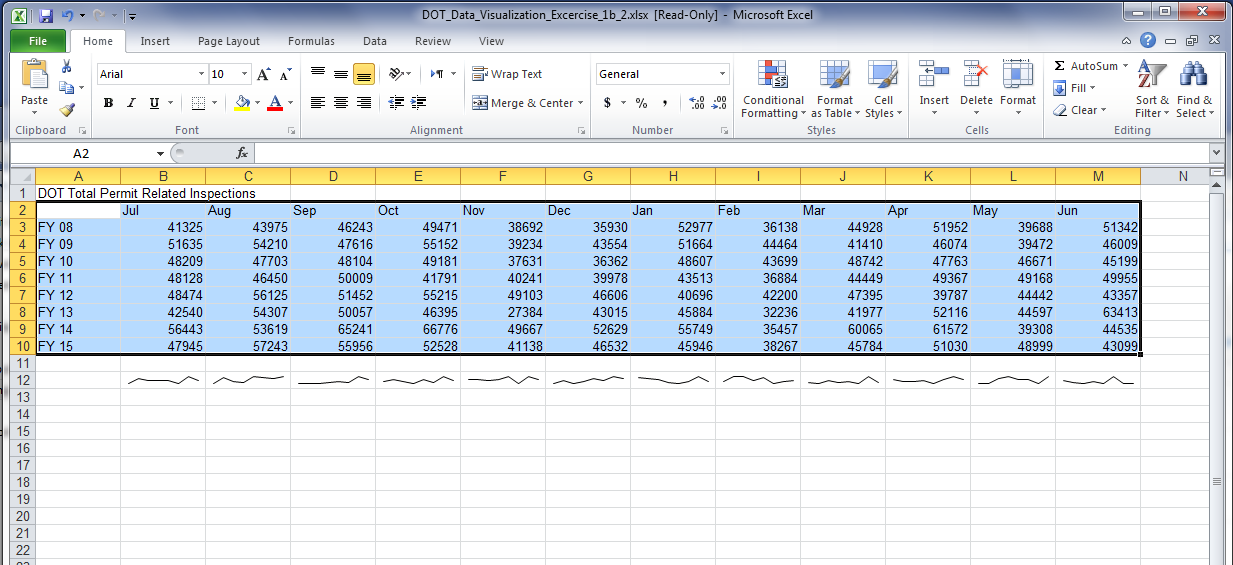 DOT_Data_Visualization_Excercise_1b_2.xlsx [Read-Only] - Microsoft Excel
File Home Insert Page Layout Formulas Data Review View
Paste
Arial 10
B I U A
Wrap Text
Merge & Center
General
$ % ,
Conditional Formatting
Format as Table
Cell Styles
Insert Delete Format
Σ AutoSum
Fill
Clear
Sort & Filter
Find & Select
Clipboard Font Alignment Number Styles Cells Editing
A2 fx
A B C D E F G H I J K L M N
1 DOT Total Permit Related Inspections
2 Jul Aug Sep Oct Nov Dec Jan Feb Mar Apr May Jun
3 FY 08 41325 43975 46243 49471 38692 35930 52977 36138 44928 51952 39688 51342
4 FY 09 51635 54210 47616 55152 39234 43554 51664 44464 41410 46074 39472 46009
5 FY 10 48209 47703 48104 49181 37631 36362 48607 43699 48742 47763 46671 45199
6 FY 11 48128 46450 50009 41791 40241 39978 43513 36884 44449 49367 49168 49955
7 FY 12 48474 56125 51452 55215 49103 46606 40696 42200 47395 39787 44442 43357
8 FY 13 42540 54307 50057 46395 27384 43015 45884 32236 41977 52116 44597 63413
9 FY 14 56443 53619 65241 66776 49667 52629 55749 35457 60065 61572 39308 44535
10 FY 15 47945 57243 55956 52528 41138 46532 45946 38267 45784 51030 48999 43099
11
12
13
14
15
16
17
18
19
20
21
22